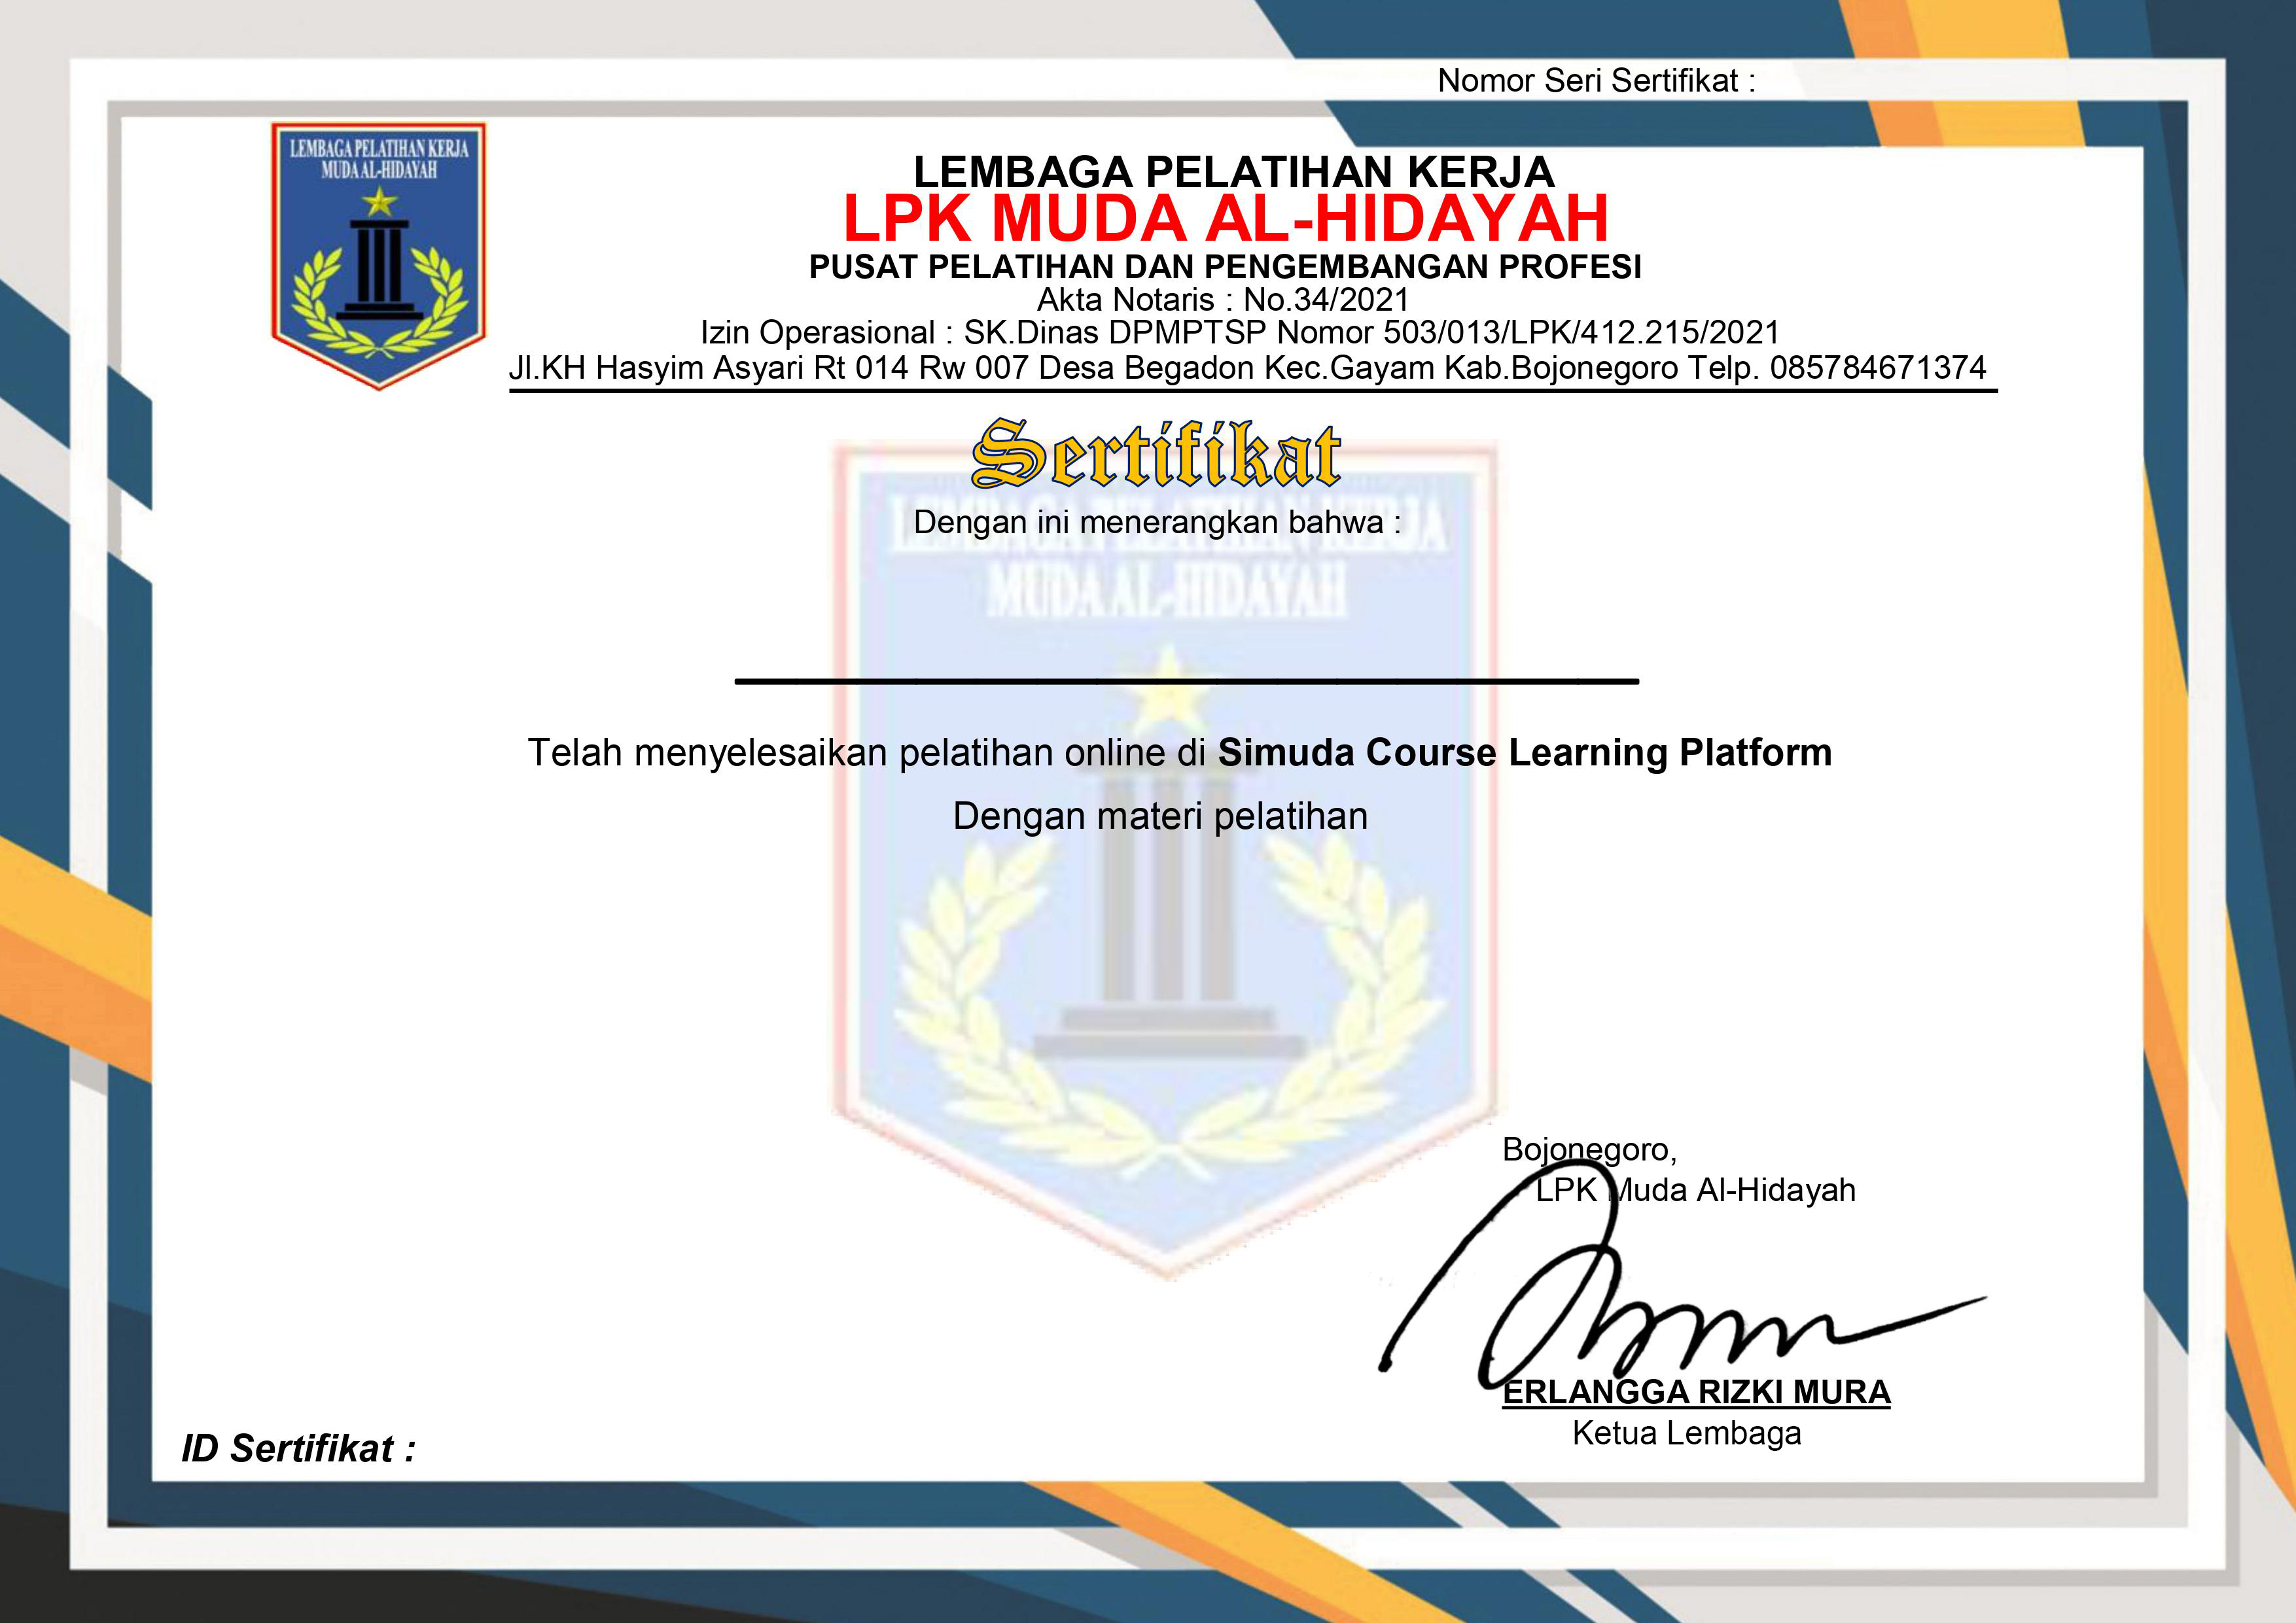 Nomor Seri Sertifikat :
LEMBAGA PELATIHAN KERJA
MUDA AL-HIDAYAH
LEMBAGA PELATIHAN KERJA
LPK MUDA AL-HIDAYAH
PUSAT PELATIHAN DAN PENGEMBANGAN PROFESI
Akta Notaris : No.34/2021
Izin Operasional : SK.Dinas DPMPTSP Nomor 503/013/LPK/412.215/2021
Jl.KH Hasyim Asyari Rt 014 Rw 007 Desa Begadon Kec.Gayam Kab.Bojonegoro Telp. 085784671374
Sertifikat
LEMBAGA PELATIHAN KERJA
Dengan ini menerangkan bahwa :
MUDA AL-HIDAYAH
Telah menyelesaikan pelatihan online di Simuda Course Learning Platform
Dengan materi pelatihan
Bojonegoro,
LPK Muda Al-Hidayah
ERLANGGA RIZKI MURA
Ketua Lembaga
ID Sertifikat :